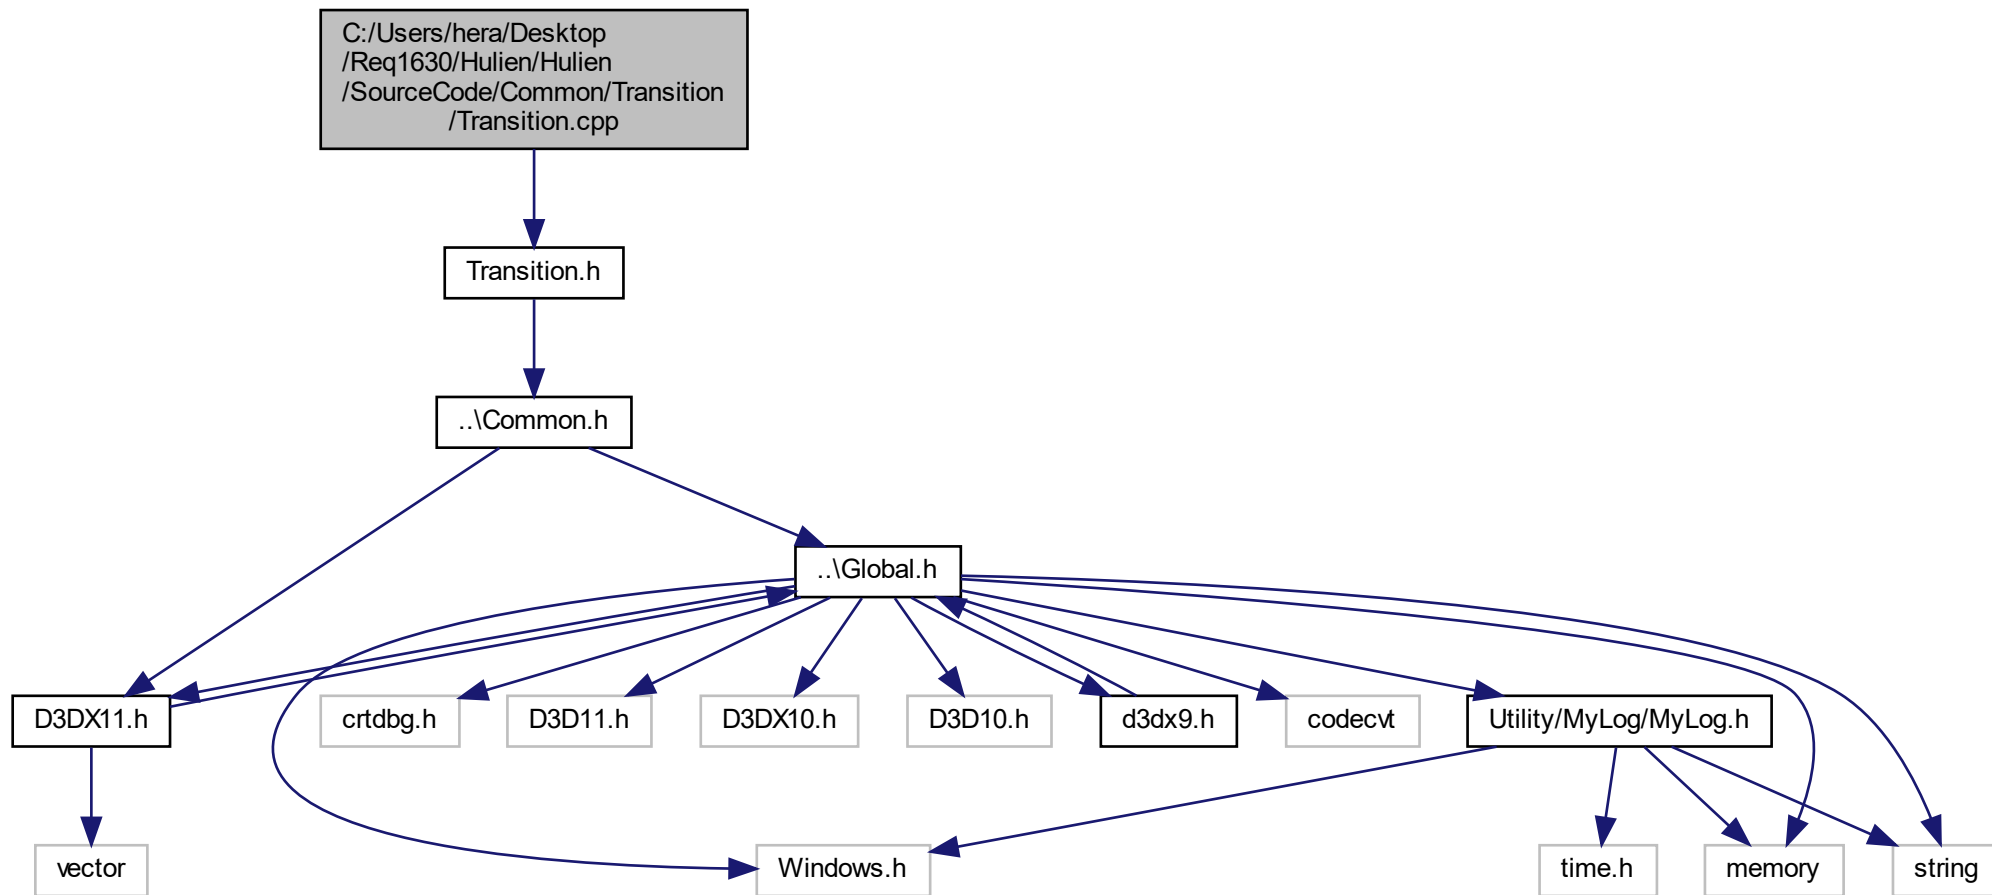 C:/Users/hera/Desktop
/Req1630/Hulien/Hulien
/SourceCode/Common/Transition
/Transition.cpp
Transition.h
..\Common.h
..\Global.h
D3DX11.h
crtdbg.h
D3D11.h
D3DX10.h
D3D10.h
d3dx9.h
codecvt
Utility/MyLog/MyLog.h
vector
Windows.h
time.h
memory
string